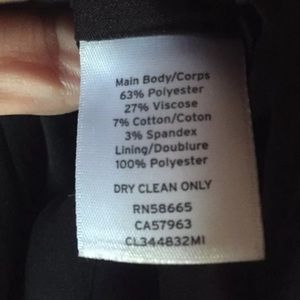 Main Body/Corps
63% Polyester
27% Viscose
7% Cotton/Coton
3% Spandex
Lining/Doublure
100% Polyester
DRY CLEAN ONLY
RN58665
CA57963
CL344832MI